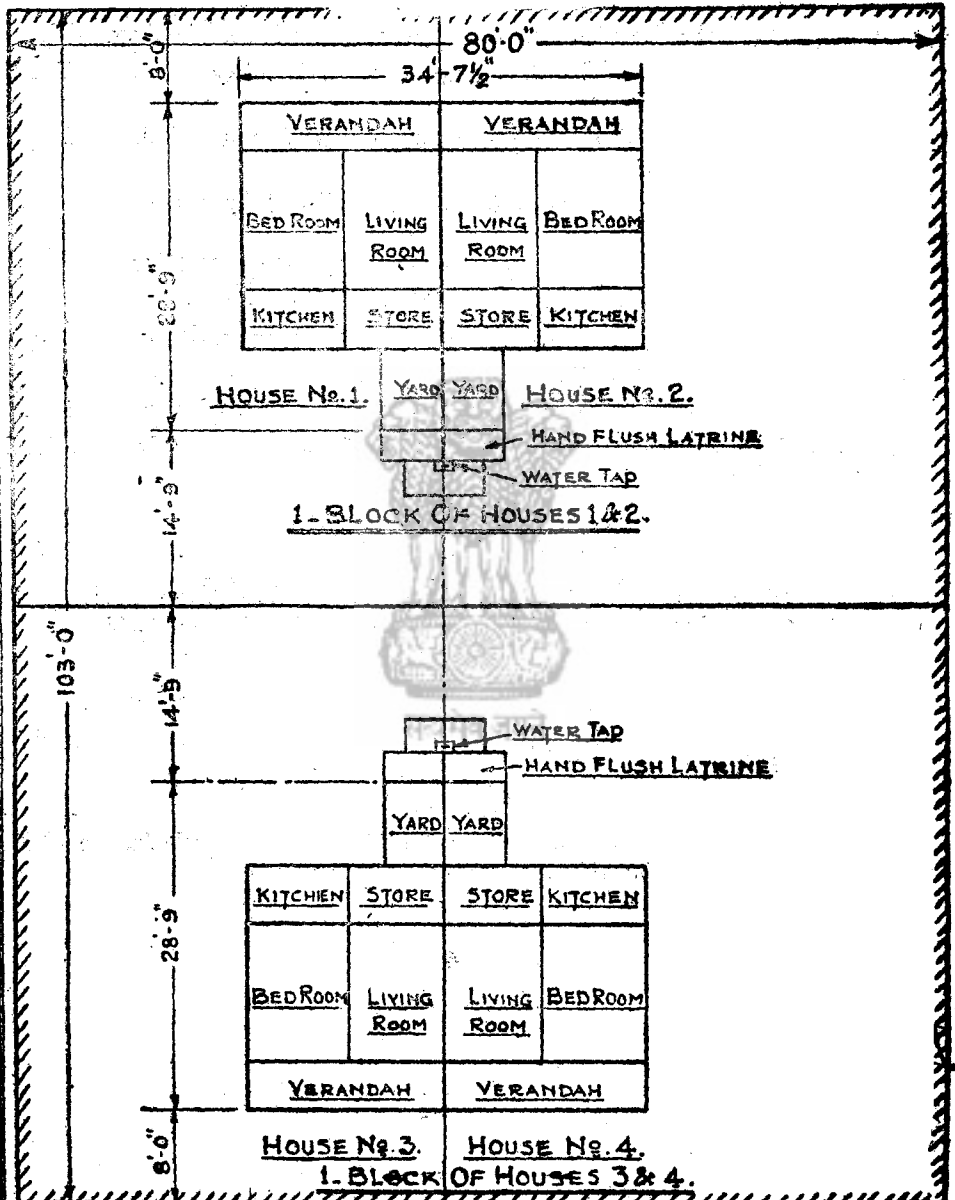 80'-0"
8'-0"
34'-7½"
VERANDAH VERANDAH
BED ROOM LIVING ROOM LIVING ROOM BED ROOM
28'-9"
KITCHEN STORE STORE KITCHEN
HOUSE No. 1. YARD YARD HOUSE No. 2.
HAND FLUSH LATRINE
WATER TAP
14'-9"
1-BLOCK OF HOUSES 1&2.
103'-0"
14'-9"
WATER TAP
HAND FLUSH LATRINE
YARD YARD
KITCHEN STORE STORE KITCHEN
28'-9"
BED ROOM LIVING ROOM LIVING ROOM BED ROOM
VERANDAH VERANDAH
8'-0"
HOUSE No. 3. HOUSE No. 4.
1-BLOCK OF HOUSES 3&4.